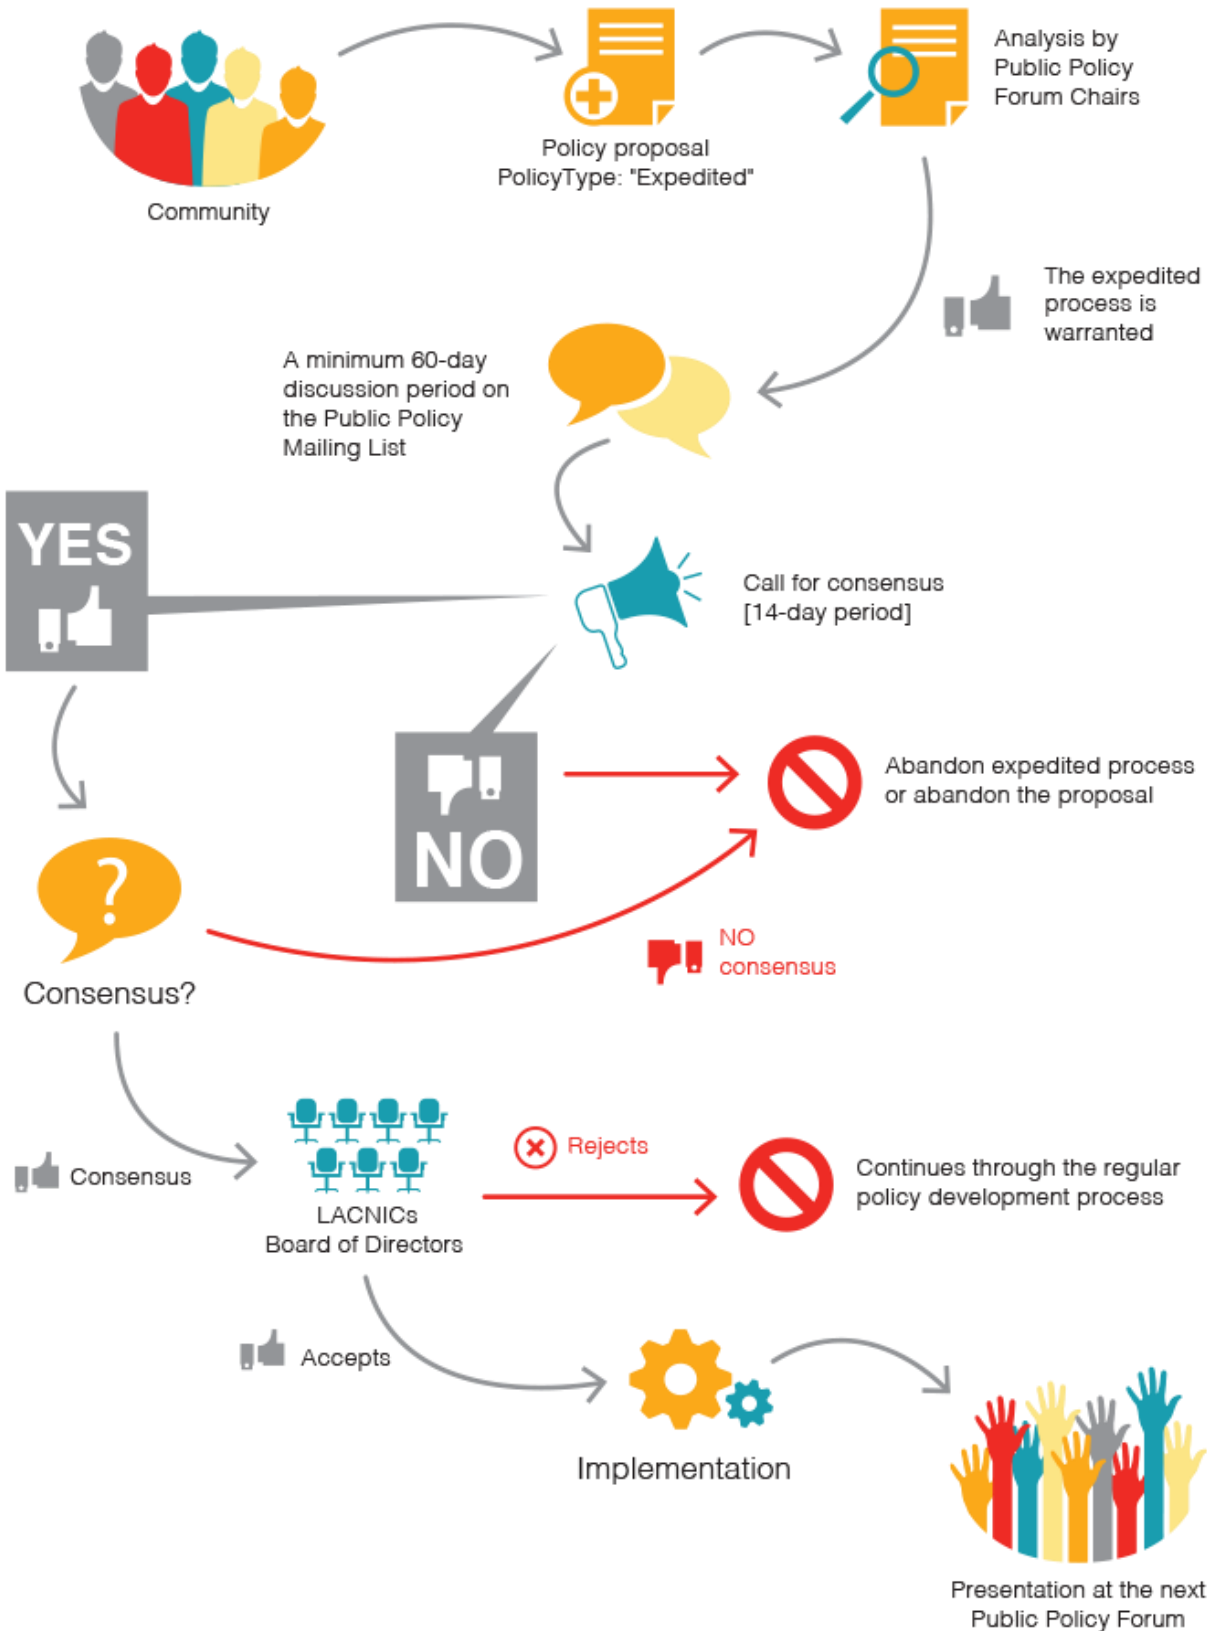 Community
Policy proposal
PolicyType: "Expedited"
Analysis by
Public Policy
Forum Chairs
The expedited
process is
warranted
A minimum 60-day
discussion period on
the Public Policy
Mailing List
YES
Call for consensus
[14-day period]
NO
Abandon expedited process
or abandon the proposal
?
Consensus?
NO
consensus
Consensus
LACNICs
Board of Directors
Rejects
Continues through the regular
policy development process
Accepts
Implementation
Presentation at the next
Public Policy Forum